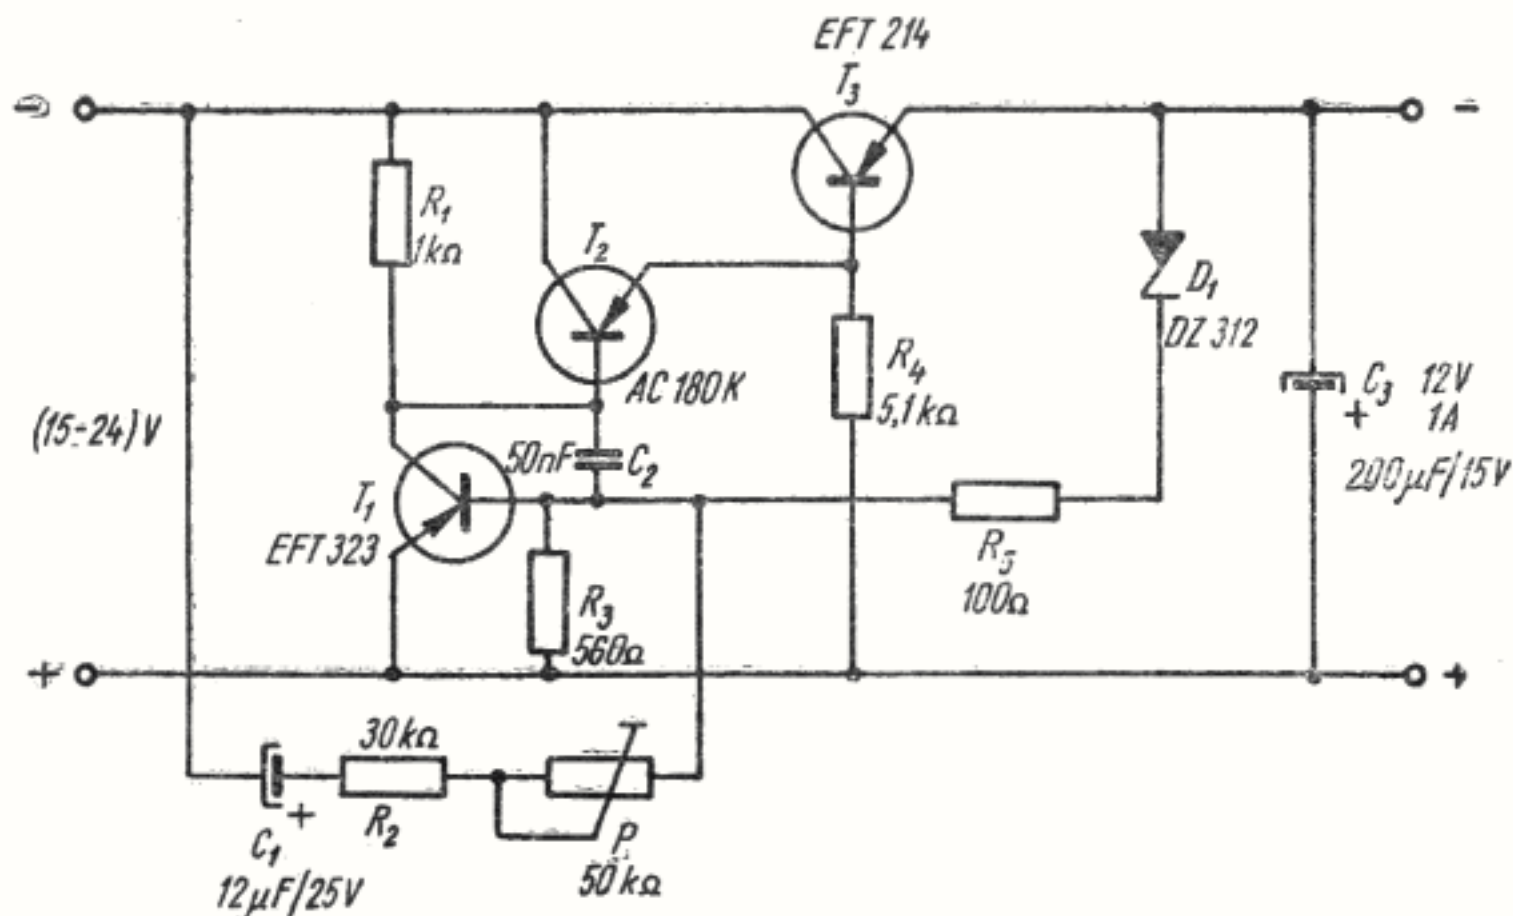 EFT 214
T3
R1
1kΩ
T2
AC 180K
R4
5,1kΩ
D1
DZ 312
C3
12V
1A
+
200µF/15V
(15-24)V
50nF
C2
T1
EFT 323
R3
560Ω
R5
100Ω
-
-
+
+
30kΩ
R2
+
C1
12µF/25V
P
50kΩ